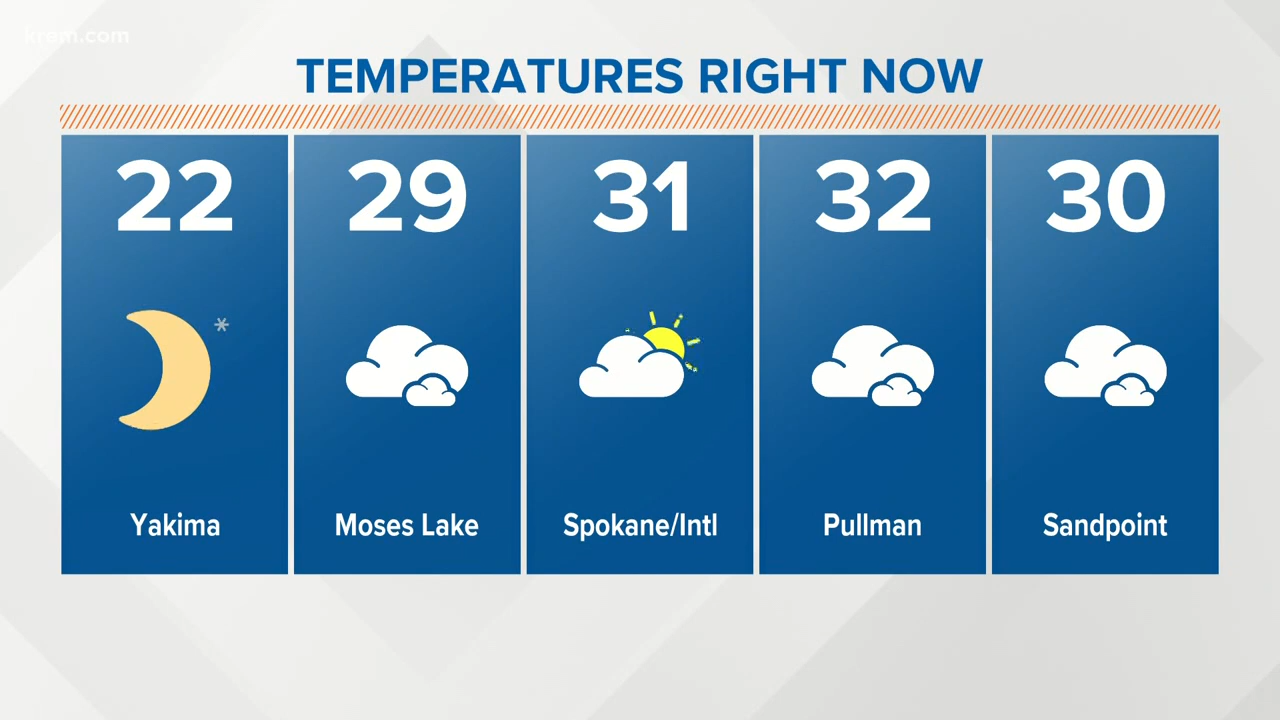 krem.com
TEMPERATURES RIGHT NOW
22 29 31 32 30
Yakima Moses Lake Spokane/Intl Pullman Sandpoint